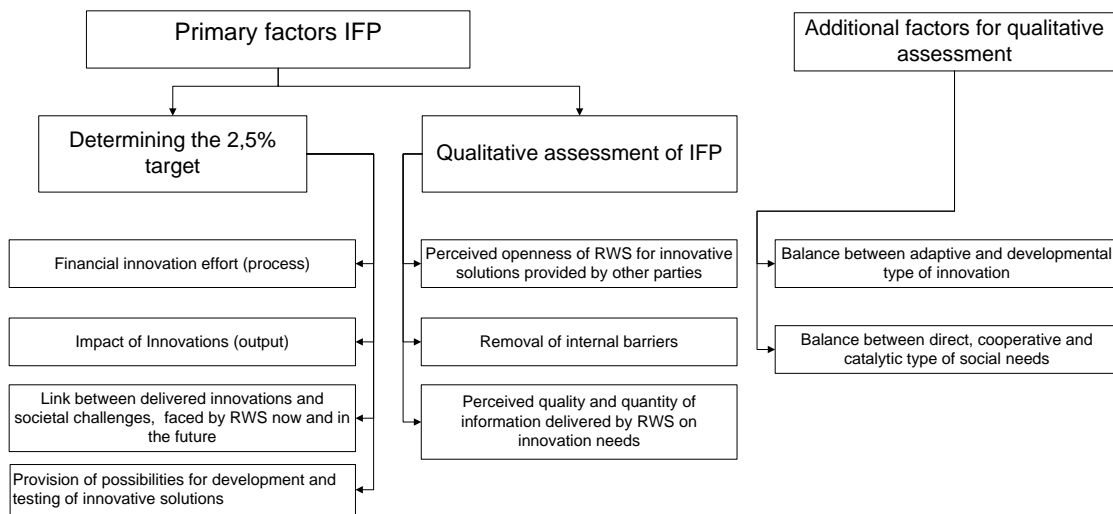 Primary factors IFP
Additional factors for qualitative
assessment
Determining the 2,5%
target
Qualitative assessment of IFP
Financial innovation effort (process)
Impact of Innovations (output)
Link between delivered innovations and
societal challenges, faced by RWS now and in
the future
Provision of possibilities for development and
testing of innovative solutions
Perceived openness of RWS for innovative
solutions provided by other parties
Removal of internal barriers
Perceived quality and quantity of
information delivered by RWS on
innovation needs
Balance between adaptive and developmental
type of innovation
Balance between direct, cooperative and
catalytic type of social needs